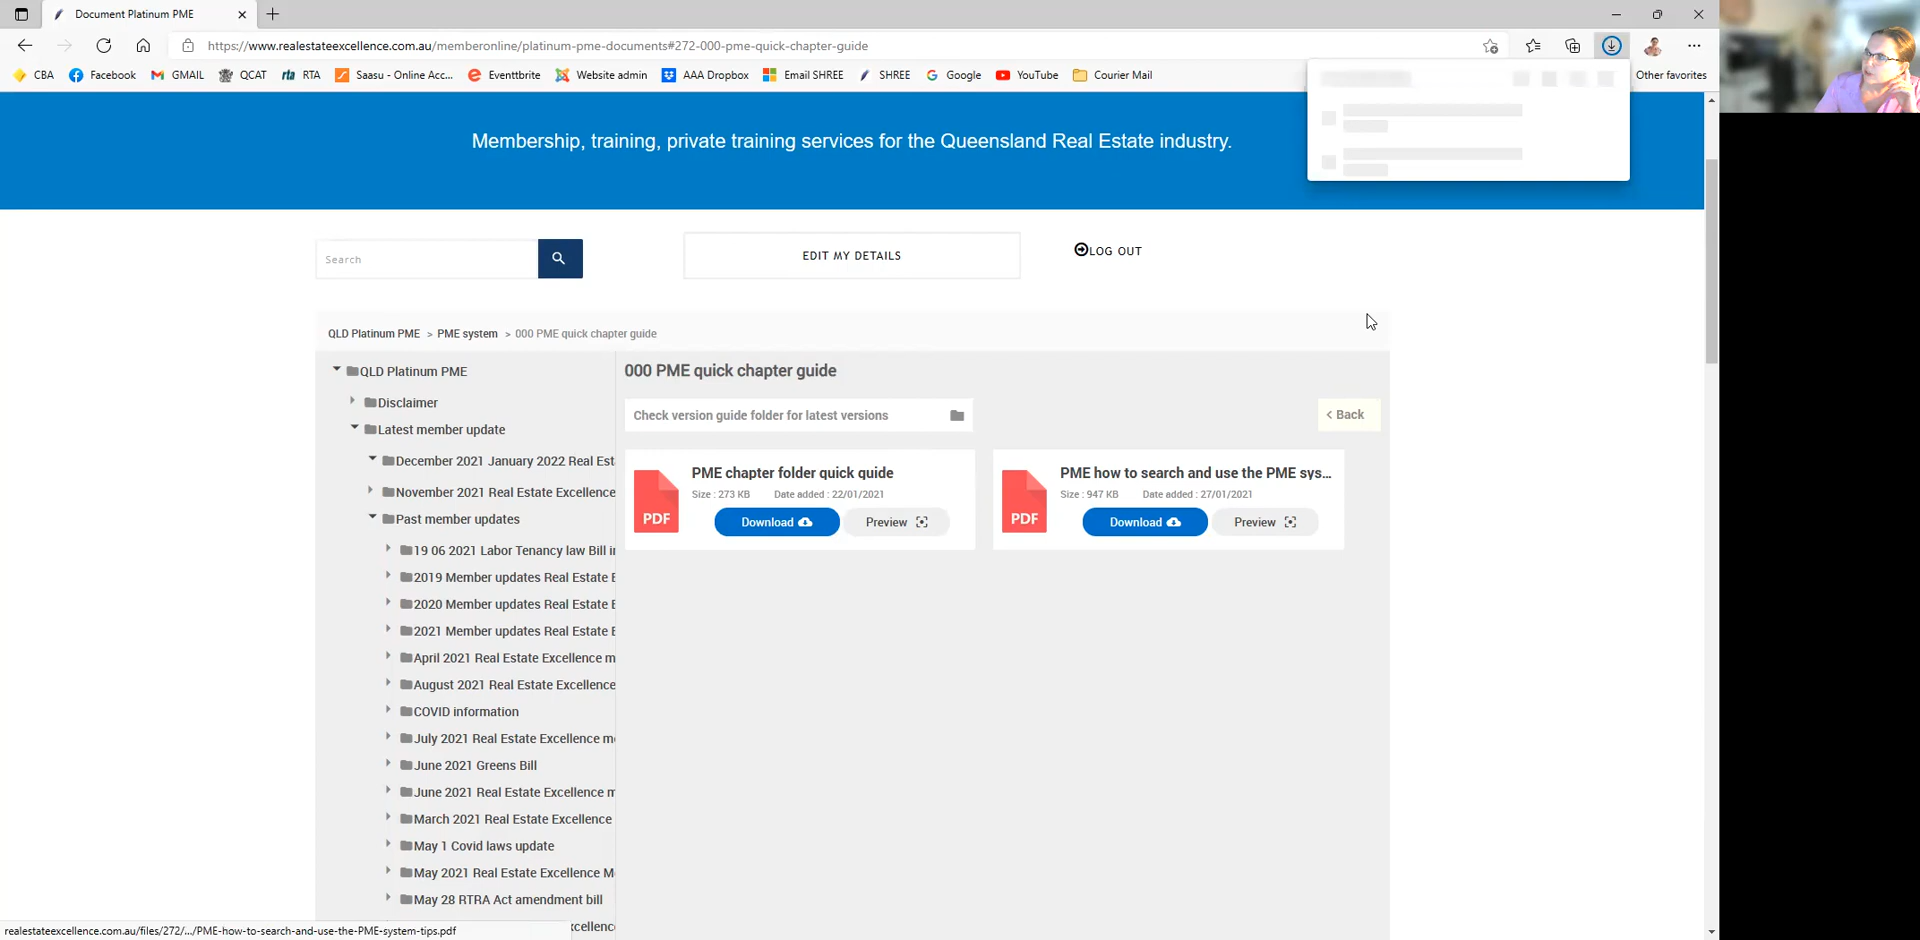 Document Platinum PME
https://www.realestateexcellence.com.au/memberonline/platinum-pme-documents#272-000-pme-quick-chapter-guide
CBA Facebook GMAIL QCAT rta RTA Saasu - Online Acc... Eventtbrite Website admin AAA Dropbox Email SHREE SHREE Google YouTube Courier Mail Other favorites
Membership, training, private training services for the Queensland Real Estate industry.
Search
EDIT MY DETAILS
LOG OUT
QLD Platinum PME > PME system > 000 PME quick chapter guide
QLD Platinum PME
Disclaimer
Latest member update
December 2021 January 2022 Real Est
November 2021 Real Estate Excellence
Past member updates
19 06 2021 Labor Tenancy law Bill i
2019 Member updates Real Estate E
2020 Member updates Real Estate E
2021 Member updates Real Estate E
April 2021 Real Estate Excellence m
August 2021 Real Estate Excellence
COVID information
July 2021 Real Estate Excellence m
June 2021 Greens Bill
June 2021 Real Estate Excellence m
March 2021 Real Estate Excellence
May 1 Covid laws update
May 2021 Real Estate Excellence M
May 28 RTRA Act amendment bill
xcellenc
000 PME quick chapter guide
Check version guide folder for latest versions
< Back
PDF
PME chapter folder quick guide
Size : 273 KB Date added : 22/01/2021
Download Preview
PDF
PME how to search and use the PME sys...
Size : 947 KB Date added : 27/01/2021
Download Preview
realestateexcellence.com.au/files/272/.../PME-how-to-search-and-use-the-PME-system-tips.pdf